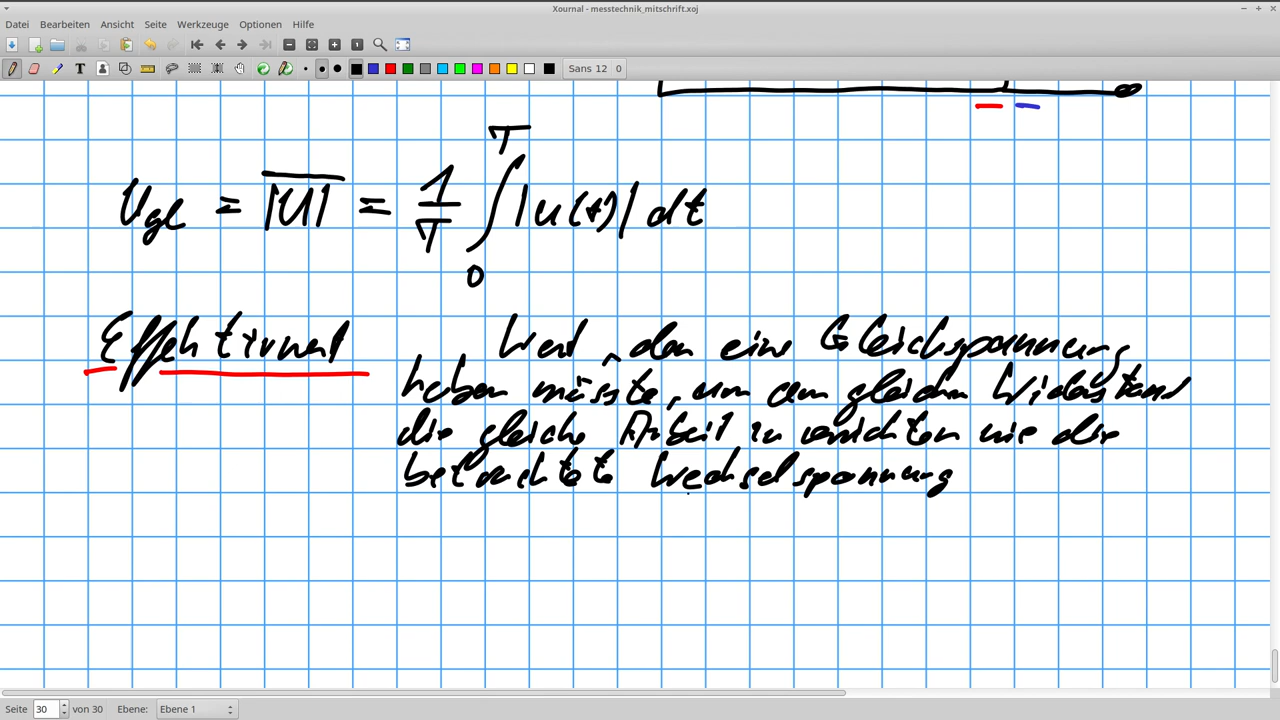 Xournal - messtechnik_mitschrift.xoj
Datei Bearbeiten Ansicht Seite Werkzeuge Optionen Hilfe
Sans 12 0
U_gl = |U| = 1/T ∫ |u(t)| dt
T
0
Effektivwert Wert, den eine Gleichspannung
haben müsste, um am gleichen Widerstand
die gleiche Arbeit zu verrichten wie die
betrachtete Wechselspannung
Seite 30 von 30 Ebene: Ebene 1